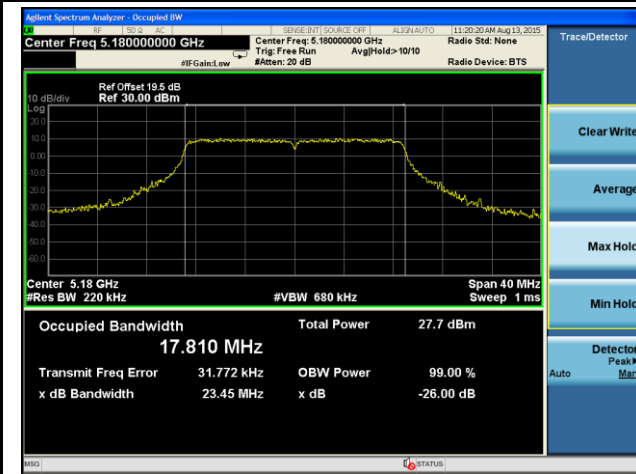 Agilent Spectrum Analyzer - Occupied BW
RF 50 Ω AC SENSE:INT SOURCE OFF ALIGN AUTO 11:20:20 AM Aug 13, 2015
Center Freq 5.180000000 GHz Center Freq: 5.180000000 GHz Radio Std: None Trace/Detector
Trig: Free Run Avg|Hold:>10/10
#IFGain:Low #Atten: 20 dB Radio Device: BTS
Ref Offset 19.5 dB
10 dB/div Ref 30.00 dBm
Log
20.0
10.0
0.00
-10.0
-20.0
-30.0
-40.0
-50.0
-60.0
Center 5.18 GHz Span 40 MHz
#Res BW 220 kHz #VBW 680 kHz Sweep 1 ms
Occupied Bandwidth Total Power 27.7 dBm
17.810 MHz
Transmit Freq Error 31.772 kHz OBW Power 99.00 %
x dB Bandwidth 23.45 MHz x dB -26.00 dB
Clear Write
Average
Max Hold
Min Hold
Detector
Peak
Auto Man
MSG STATUS